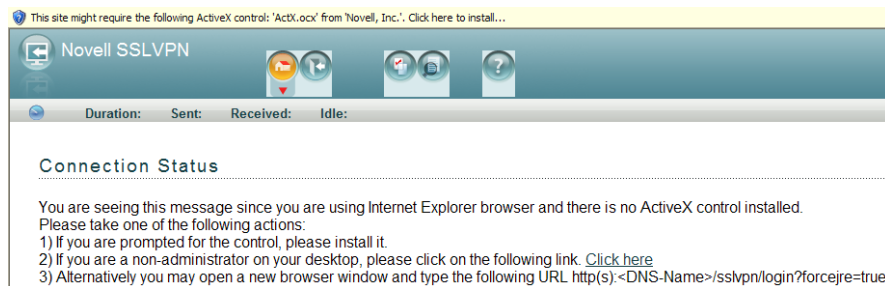 This site might require the following ActiveX control: 'ActX.ocx' from 'Novell, Inc.'. Click here to install...
Novell SSLVPN
Duration: Sent: Received: Idle:
Connection Status
You are seeing this message since you are using Internet Explorer browser and there is no ActiveX control installed.
Please take one of the following actions:
1) If you are prompted for the control, please install it.
2) If you are a non-administrator on your desktop, please click on the following link. Click here
3) Alternatively you may open a new browser window and type the following URL http(s):<DNS-Name>/sslvpn/login?forcejre=true